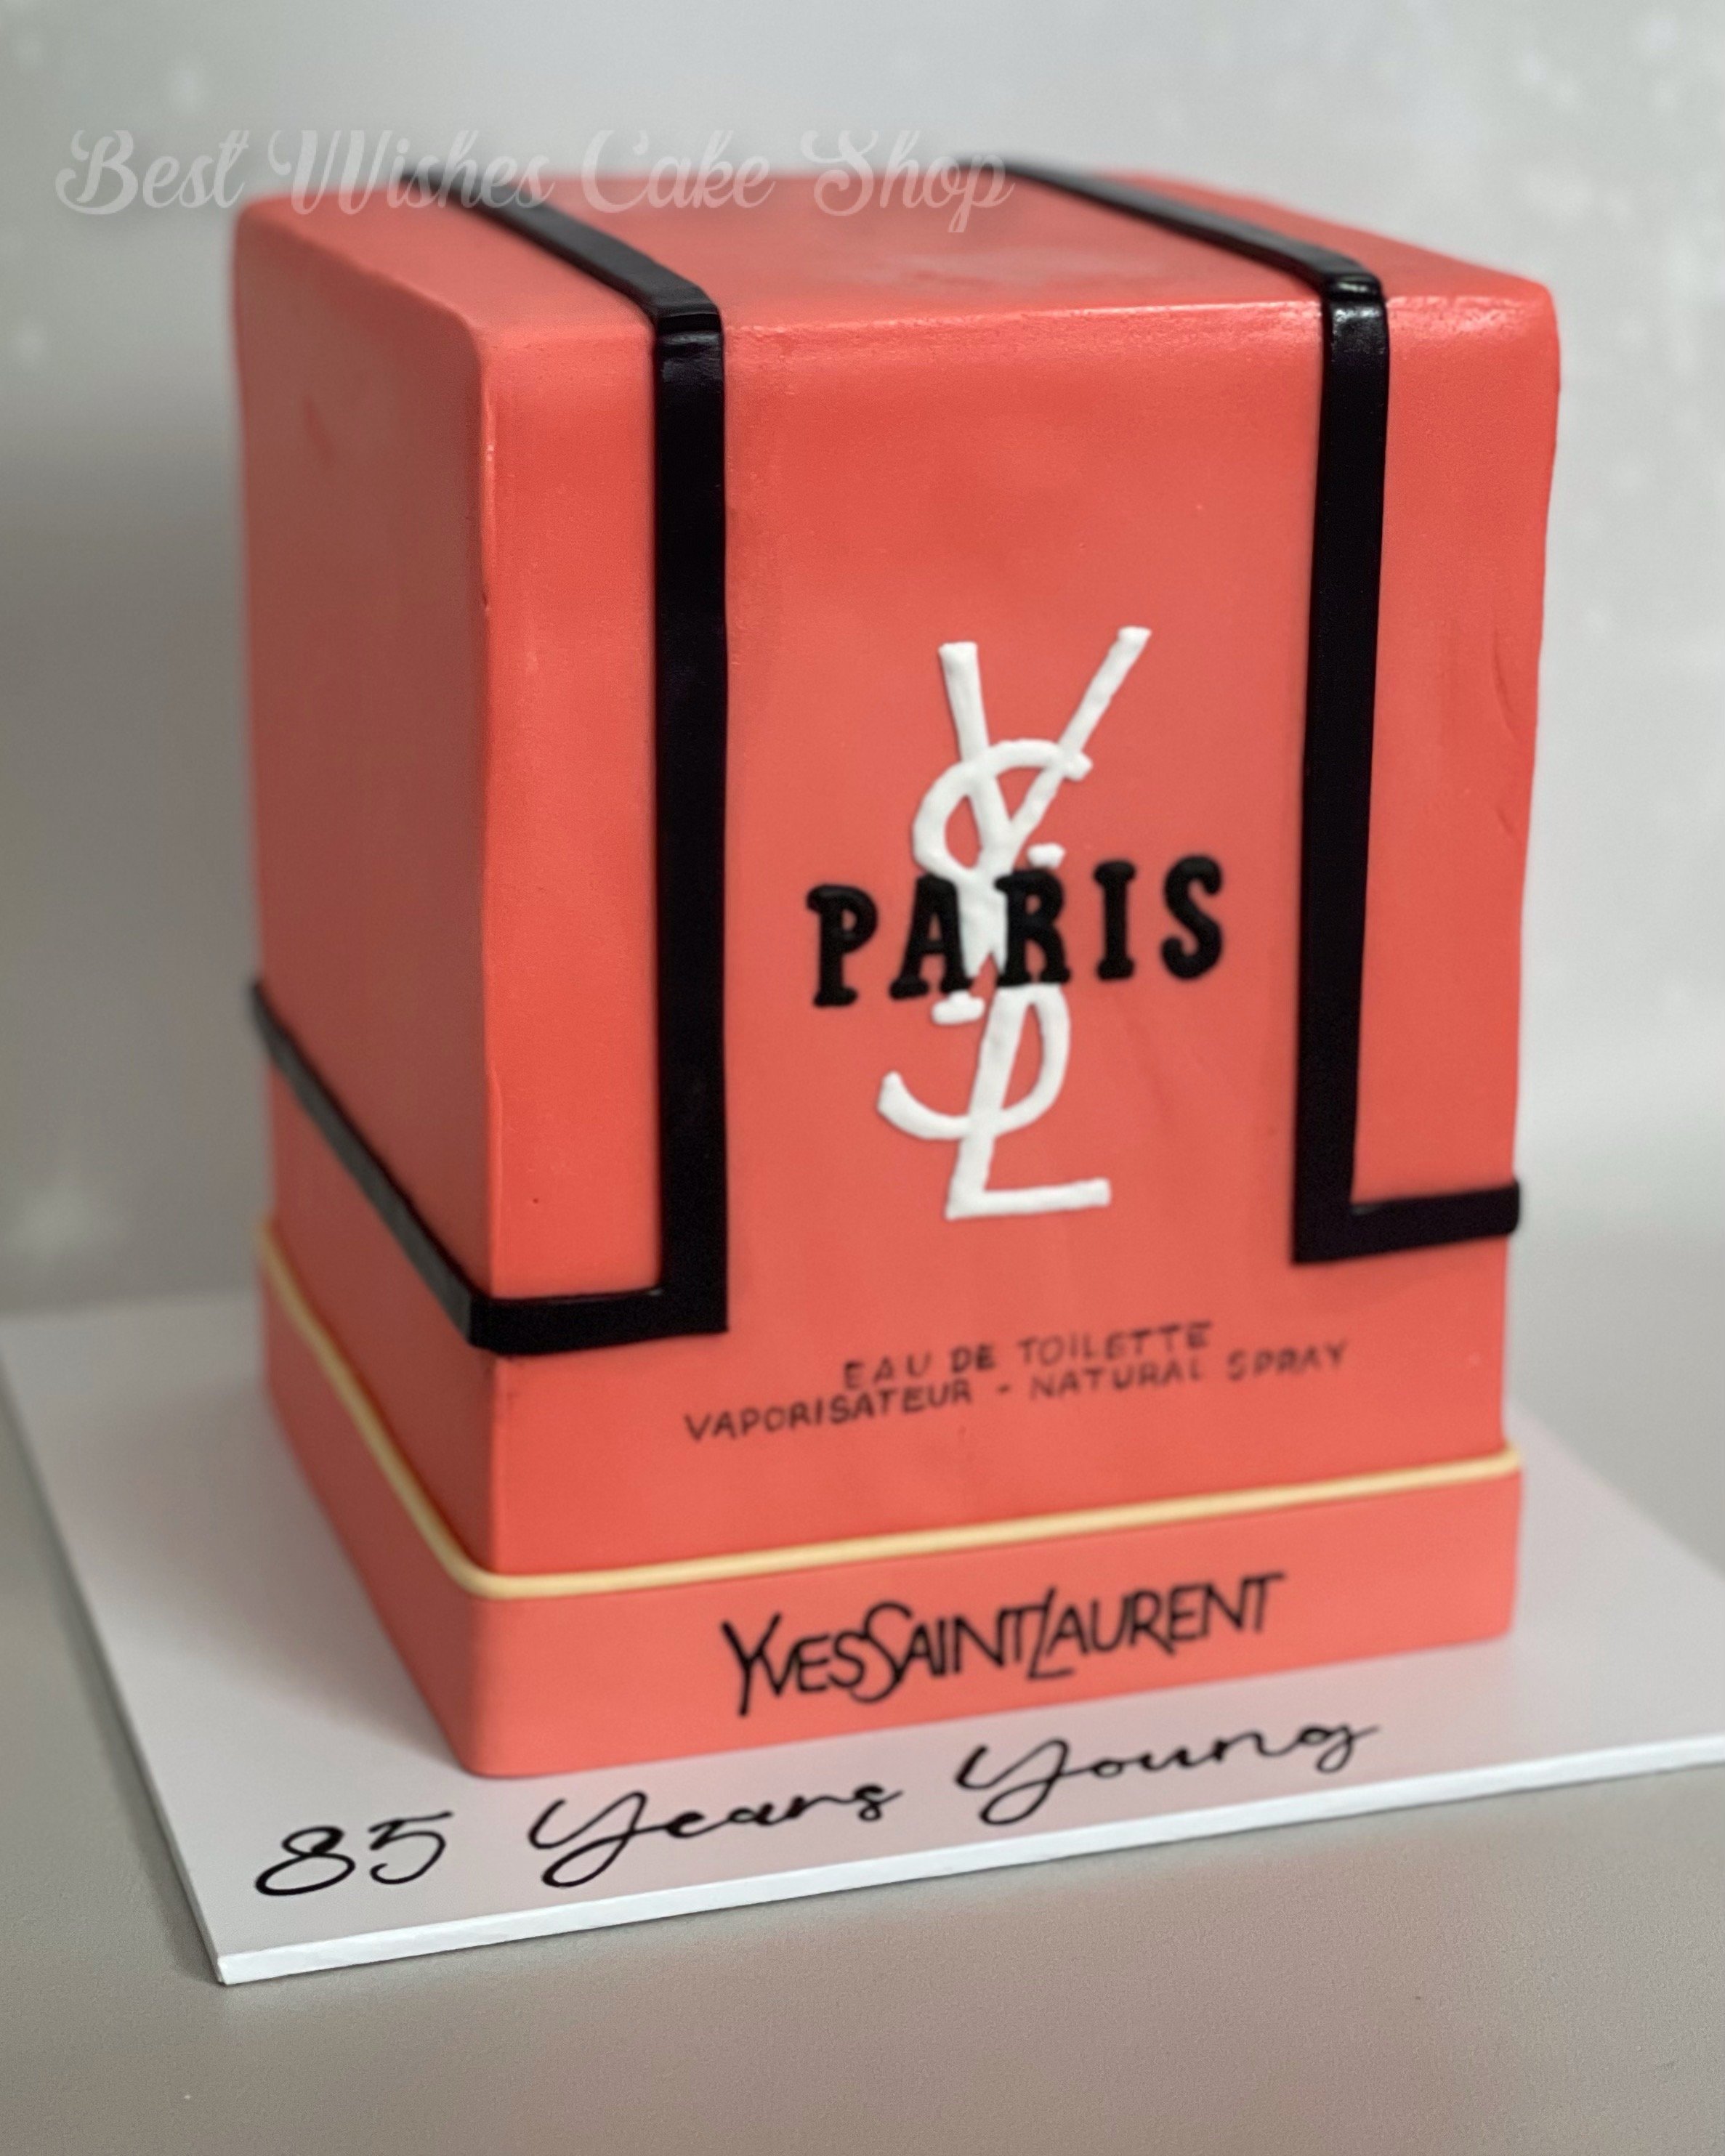 Best Wishes Cake Shop
YSL
PARIS
EAU DE TOILETTE
VAPORISATEUR - NATURAL SPRAY
YVESSAINTLAURENT
85 Years Young